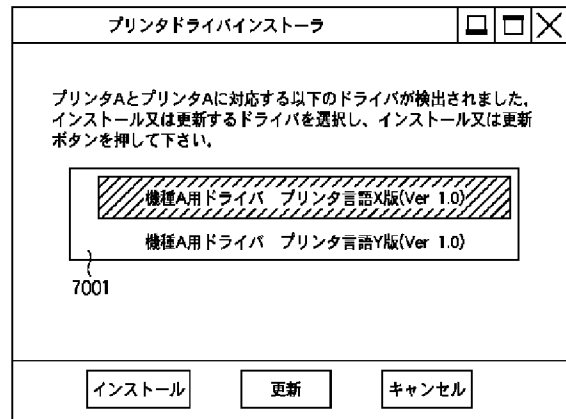 プリンタドライバインストーラ
プリンタAとプリンタAに対応する以下のドライバが検出されました。
インストール又は更新するドライバを選択し、インストール又は更新
ボタンを押して下さい。
機種A用ドライバ　プリンタ言語X版(Ver 1.0)
機種A用ドライバ　プリンタ言語Y版(Ver 1.0)
7001
インストール
更新
キャンセル